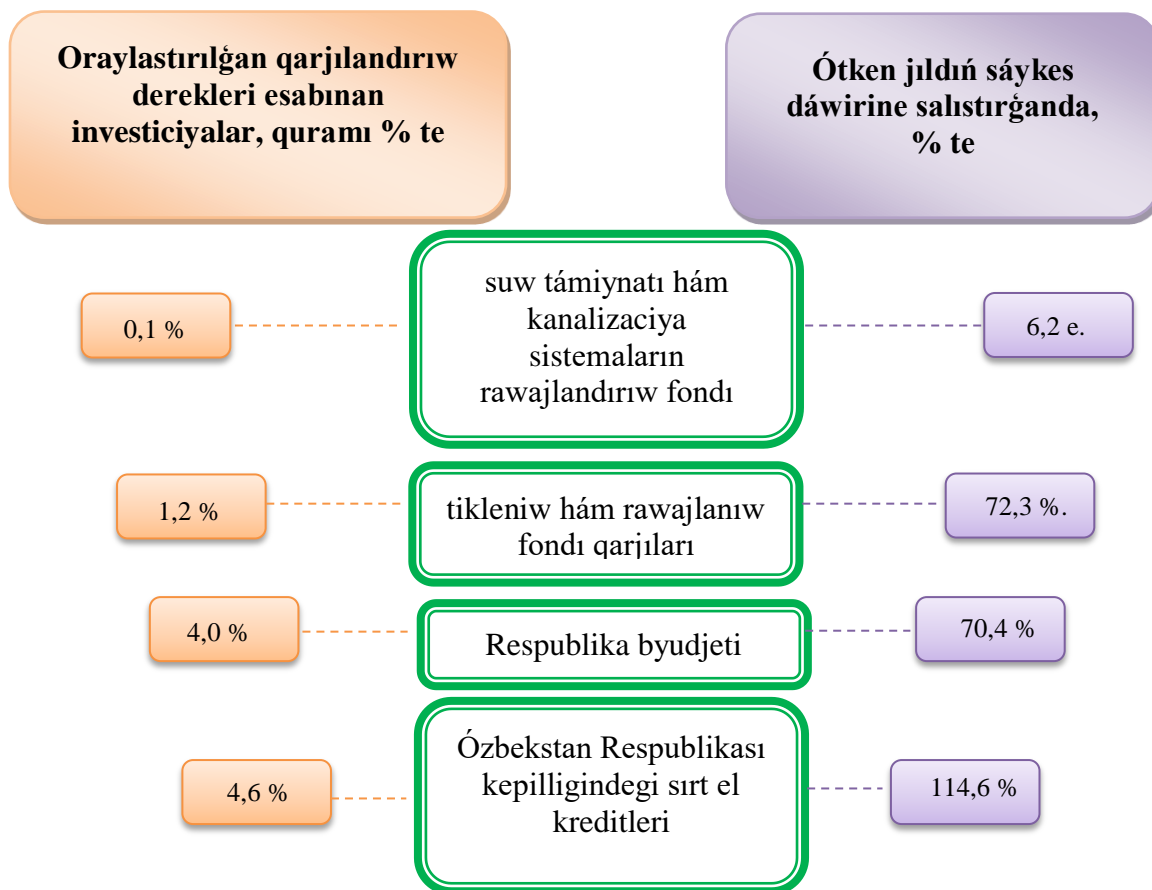 Oraylastırılǵan qarjılandırıw
derekleri esabınan
investiciyalar, quramı % te
Ótken jıldıń sáykes
dáwirine salıstırǵanda,
% te
0,1 %
suw támiynatı hám
kanalizaciya
sistemaların
rawajlandırıw fondı
6,2 e.
1,2 %
tikleniw hám rawajlanıw
fondı qarjıları
72,3 %.
4,0 %
Respublika byudjeti
70,4 %
4,6 %
Ózbekstan Respublikası
kepilligindegi sırt el
kreditleri
114,6 %